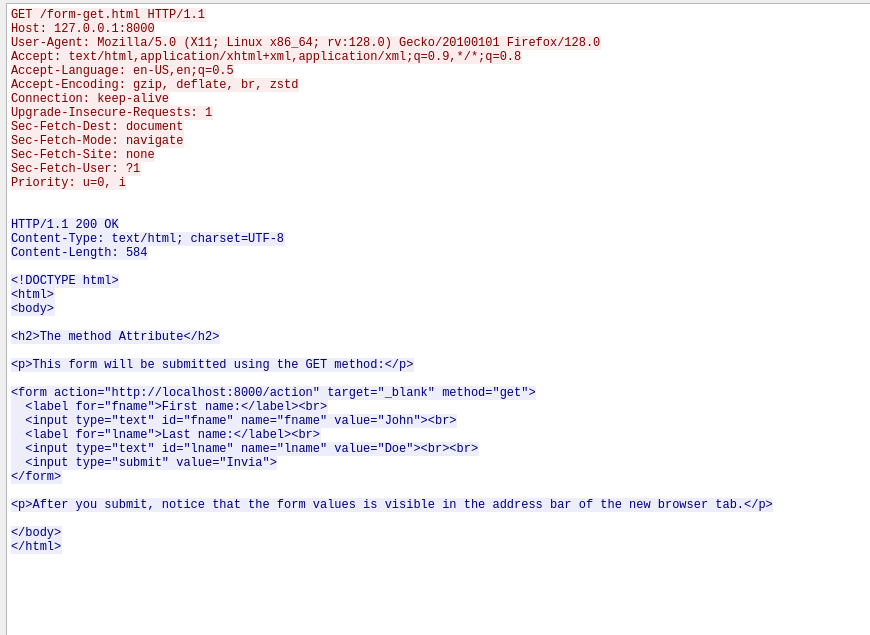 GET /form-get.html HTTP/1.1
Host: 127.0.0.1:8000
User-Agent: Mozilla/5.0 (X11; Linux x86_64; rv:128.0) Gecko/20100101 Firefox/128.0
Accept: text/html,application/xhtml+xml,application/xml;q=0.9,*/*;q=0.8
Accept-Language: en-US,en;q=0.5
Accept-Encoding: gzip, deflate, br, zstd
Connection: keep-alive
Upgrade-Insecure-Requests: 1
Sec-Fetch-Dest: document
Sec-Fetch-Mode: navigate
Sec-Fetch-Site: none
Sec-Fetch-User: ?1
Priority: u=0, i

HTTP/1.1 200 OK
Content-Type: text/html; charset=UTF-8
Content-Length: 584

<!DOCTYPE html>
<html>
<body>

<h2>The method Attribute</h2>

<p>This form will be submitted using the GET method:</p>

<form action="http://localhost:8000/action" target="_blank" method="get">
  <label for="fname">First name:</label><br>
  <input type="text" id="fname" name="fname" value="John"><br>
  <label for="lname">Last name:</label><br>
  <input type="text" id="lname" name="lname" value="Doe"><br><br>
  <input type="submit" value="Invia">
</form>

<p>After you submit, notice that the form values is visible in the address bar of the new browser tab.</p>

</body>
</html>